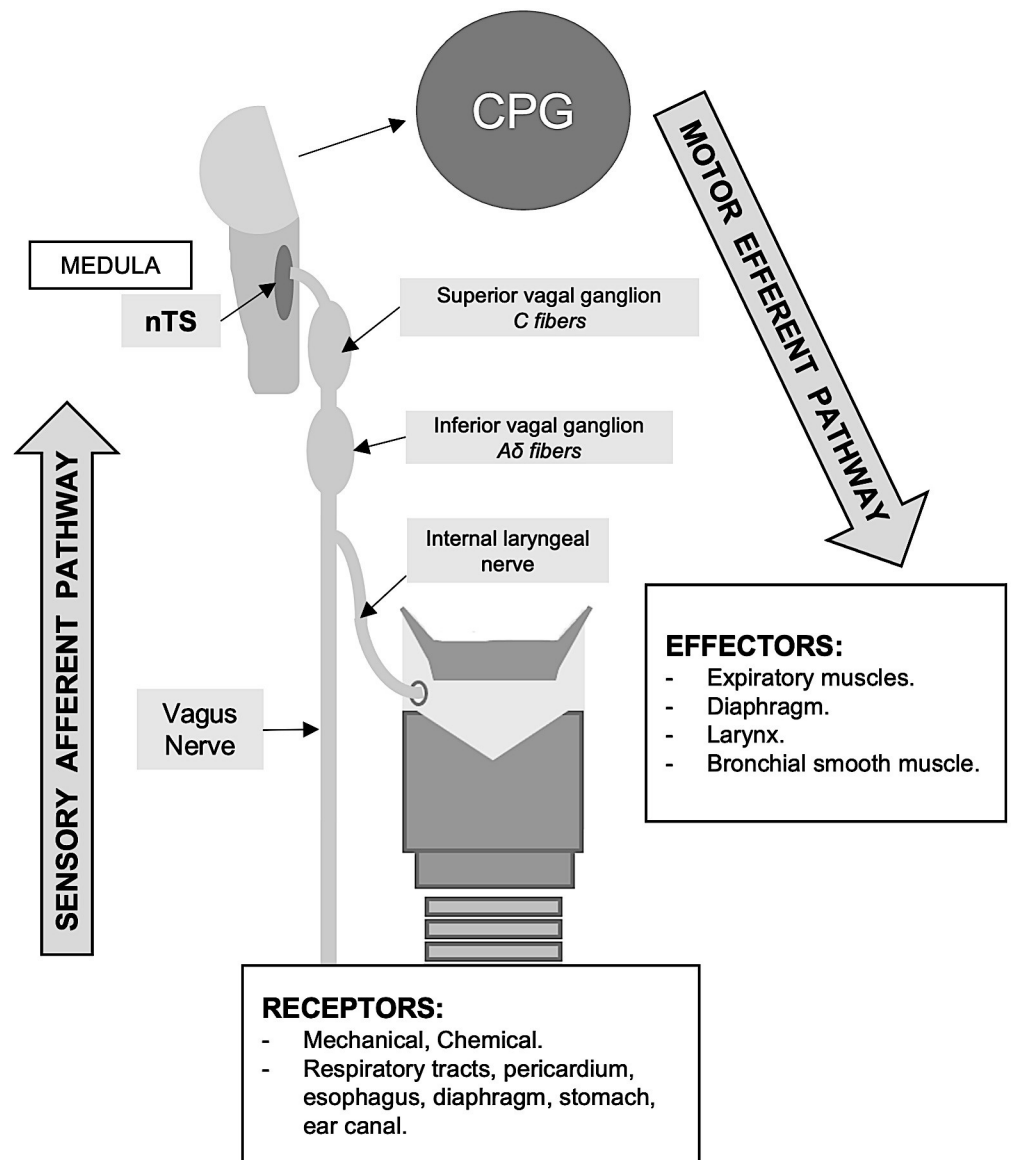 CPG
MOTOR EFFERENT PATHWAY
MEDULA
nTS
Superior vagal ganglion
C fibers
Inferior vagal ganglion
Aδ fibers
Internal laryngeal
nerve
SENSORY AFFERENT PATHWAY
Vagus
Nerve
EFFECTORS:
- Expiratory muscles.
- Diaphragm.
- Larynx.
- Bronchial smooth muscle.
RECEPTORS:
- Mechanical, Chemical.
- Respiratory tracts, pericardium,
esophagus, diaphragm, stomach,
ear canal.